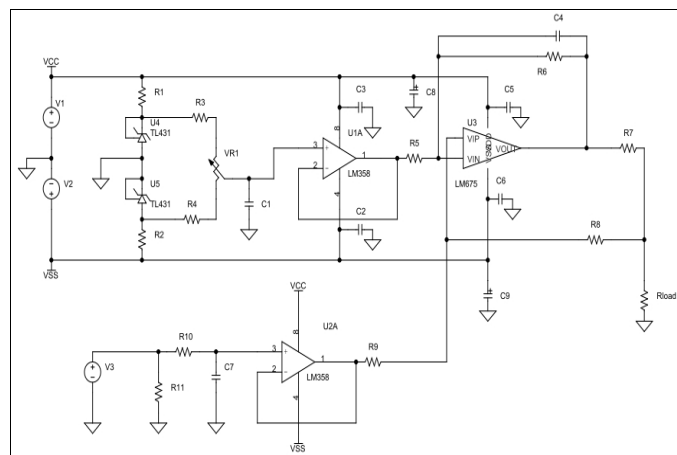 C4
R6
VCC
R1
R3
C3
C8
C5
V1
U4
TL431
U1A
8
U3
VR1
3
1
R5
VIP
VOUT
R7
2
VIN
V2
U5
TL431
LM358
LM675
R4
C1
4
C6
R2
C2
R8
VSS
VCC
C9
Rload
U2A
8
R10
3
1
R9
V3
C7
2
R11
LM358
4
VSS